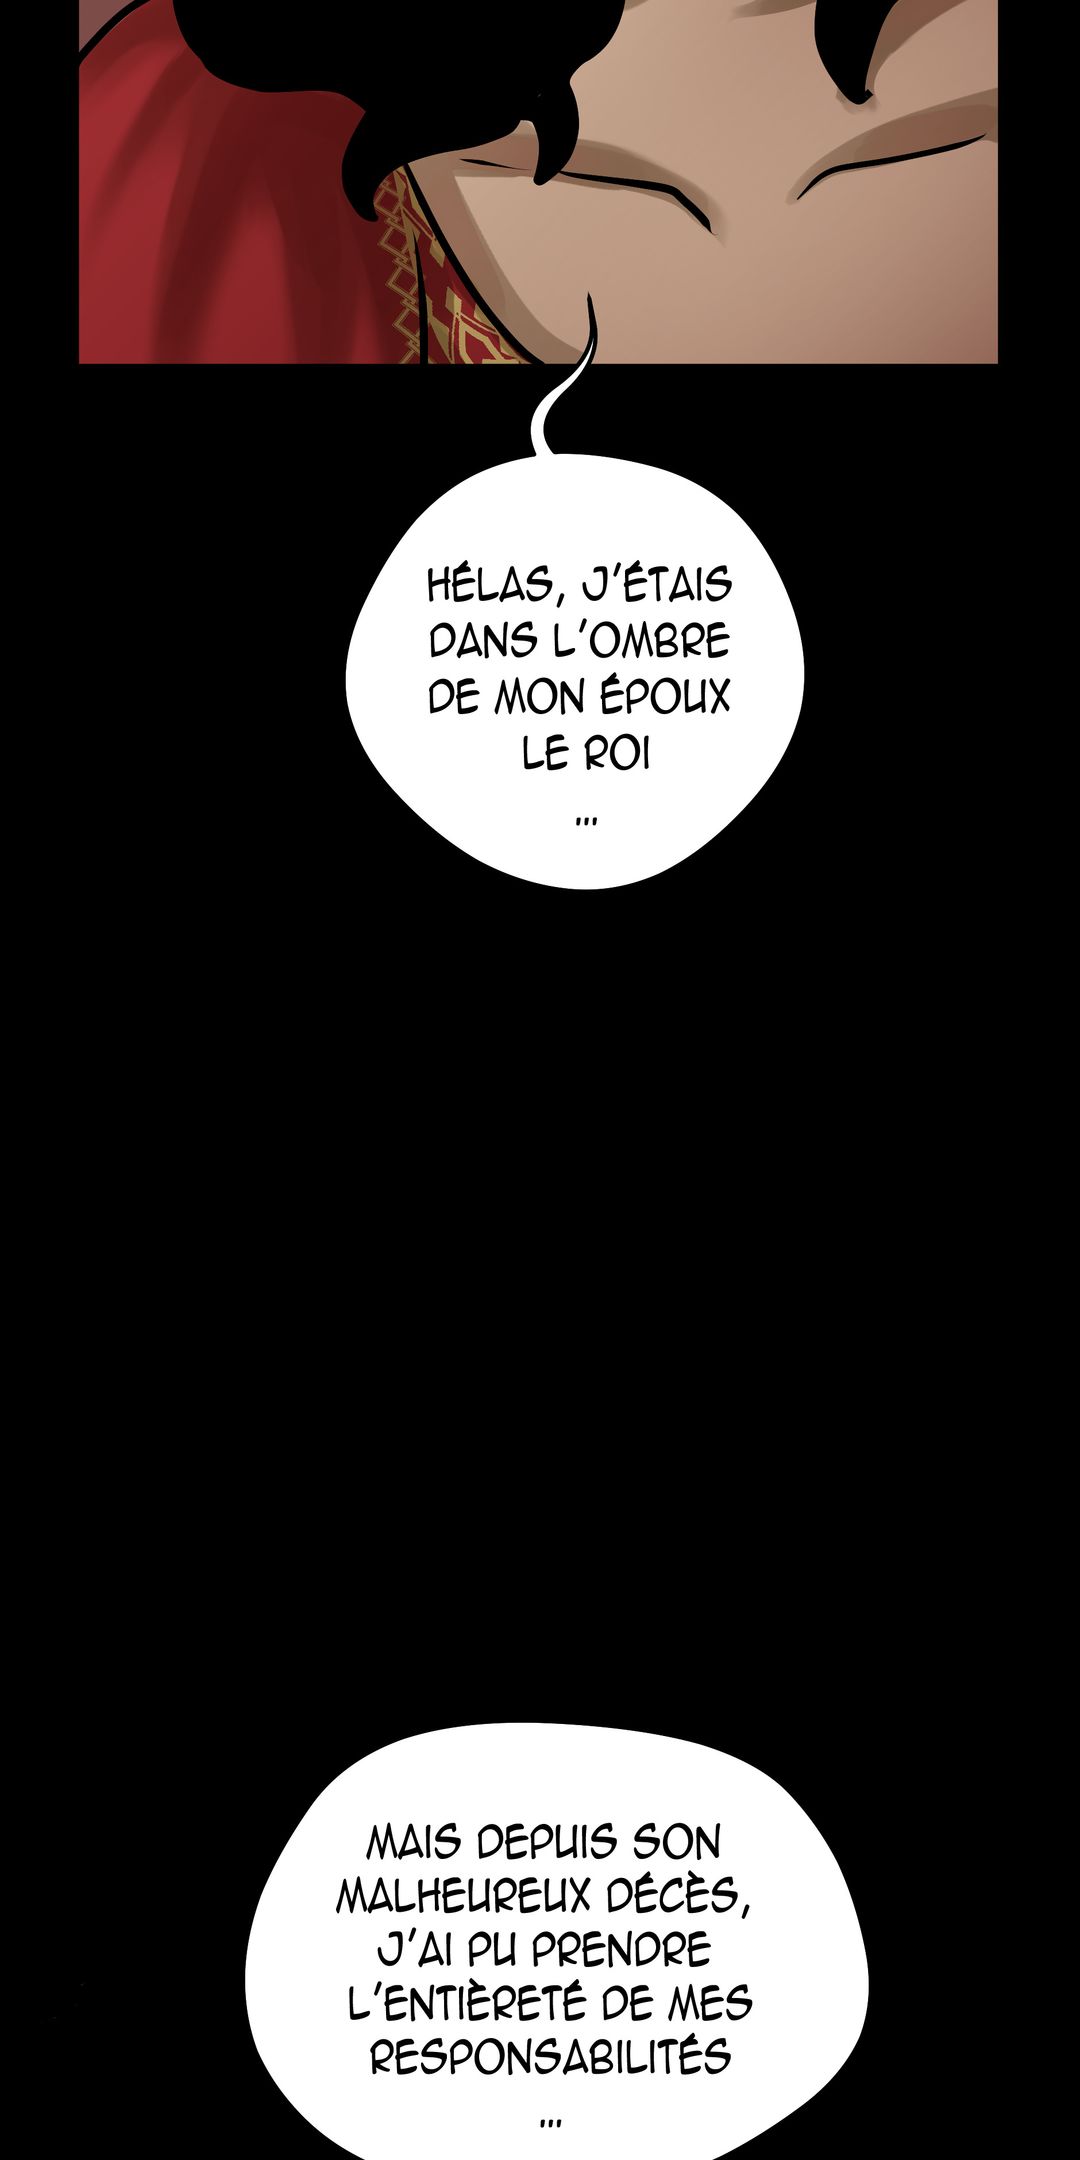 HÉLAS, J'ÉTAIS
DANS L'OMBRE
DE MON ÉPOUX
LE ROI
...
MAIS DEPUIS SON
MALHEUREUX DÉCÈS,
J'AI PU PRENDRE
L'ENTIÈRETÉ DE MES
RESPONSABILITÉS
...